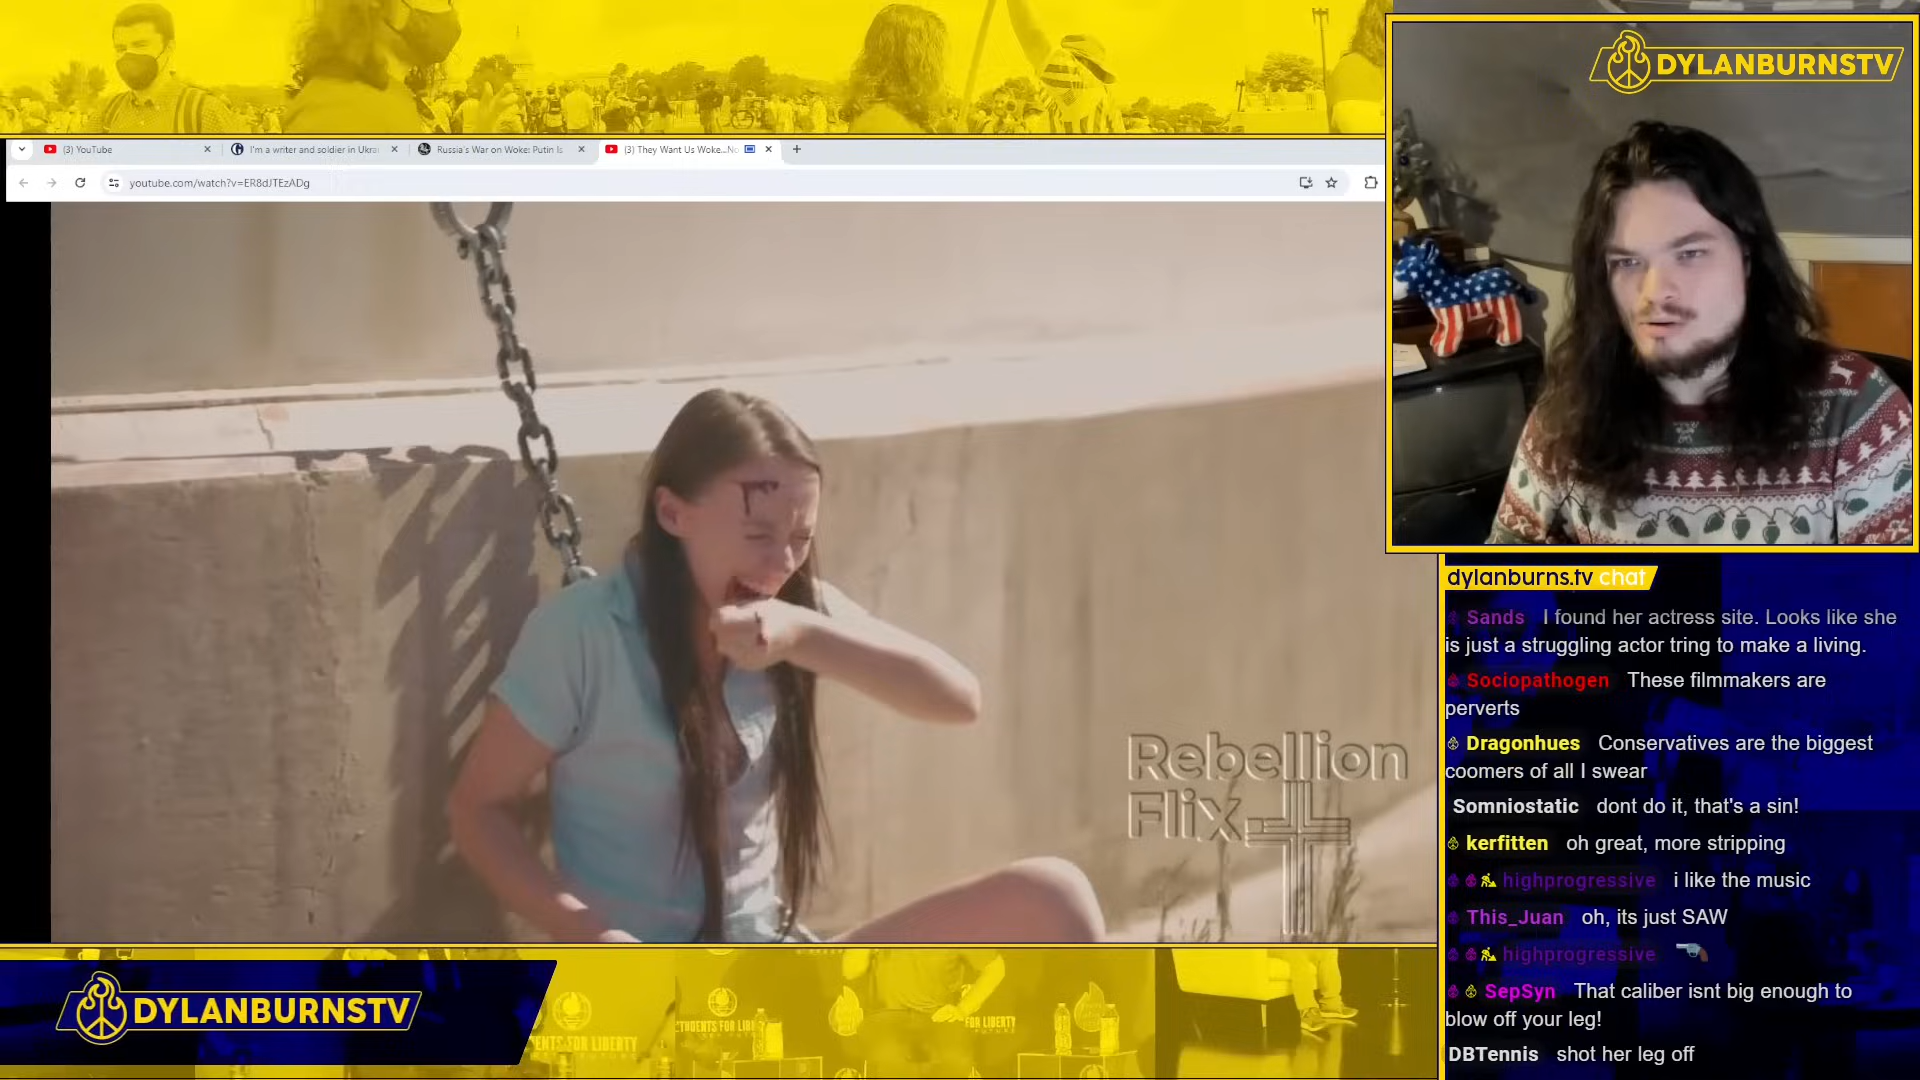 DYLANBURNSTV
(3) YouTube
I'm a writer and soldier in Ukrai
Russia's War on Woke: Putin Is
(3) They Want Us Woke...No
youtube.com/watch?v=ER8dJTEzADg
Rebellion
Flix
dylanburns.tv chat
Sands I found her actress site. Looks like she
is just a struggling actor tring to make a living.
Sociopathogen These filmmakers are
perverts
Dragonhues Conservatives are the biggest
coomers of all I swear
Somniostatic dont do it, that's a sin!
kerfitten oh great, more stripping
highprogressive i like the music
This_Juan oh, its just SAW
highprogressive
SepSyn That caliber isnt big enough to
blow off your leg!
DBTennis shot her leg off
DYLANBURNSTV
FOR LIBERTY
ENTS FOR LIBERTY